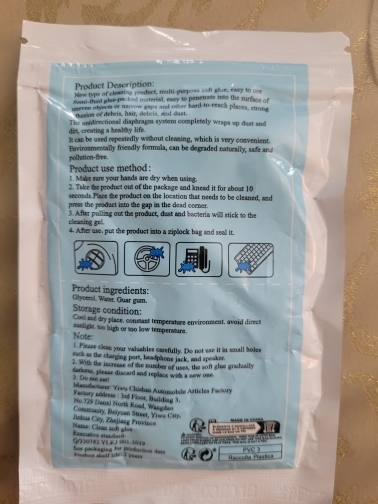 Product Description:
New type of cleaning product, multi-purpose soft glue, easy to use
Semi-fluid glue-packed material, easy to penetrate into the surface of
uneven objects or narrow gaps and other hard-to-reach places, strong
adhesion of debris, hair, debris, and dust.
The unidirectional diaphragm system completely wraps up dust and
dirt, creating a healthy life.
It can be used repeatedly without cleaning, which is very convenient.
Environmentally friendly formula, can be degraded naturally, safe and
pollution-free.
Product use method:
1. Make sure your hands are dry when using.
2. Take the product out of the package and knead it for about 10
seconds.Place the product on the location that needs to be cleaned, and
press the product into the gap in the dead corner.
3. After pulling out the product, dust and bacteria will stick to the
cleaning gel.
4. After use, put the product into a ziplock bag and seal it.
Product ingredients:
Glycerol. Water. Guar gum.
Storage condition:
Cool and dry place. constant temperature environment. avoid direct
sunlight. too high or too low temperature.
Note:
1. Please clean your valuables carefully. Do not use it in small holes
such as the charging port, headphone jack, and speaker.
2. With the increase of the number of uses, the soft glue gradually
darkens, please discard and replace with a new one.
3: Do not eat!
Manufacturer: Yiwu Chishun Automobile Articles Factory
Factory address: 3rd Floor, Building 3,
No.729 Danxi North Road, Wangdao
Community, Beiyuan Street, Yiwu City,
Jinhua City, Zhejiang Province
Name: Clean soft glue
Executive standard:
See packaging for production date
Product shelf life:3 years
MADE IN CHINA
PVC 3
Raccolta Plastica